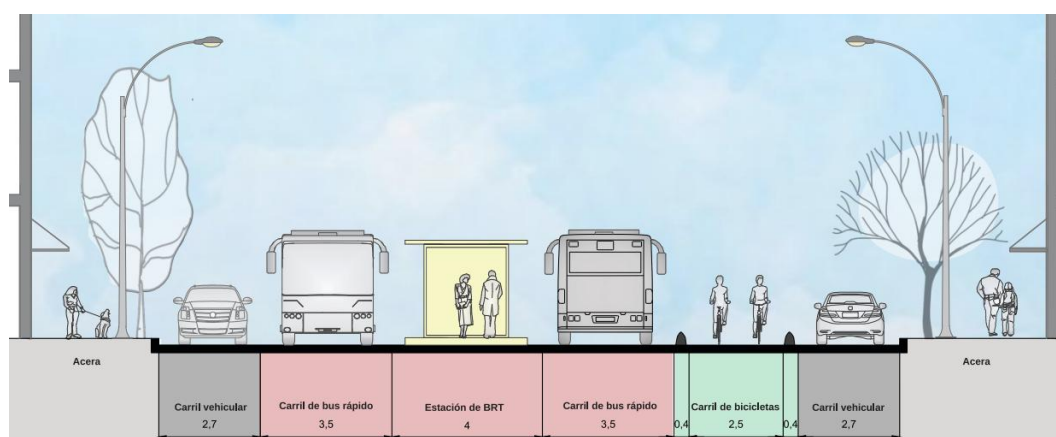 Acera
Carril vehicular
2,7
Carril de bus rápido
3,5
Estación de BRT
4
Carril de bus rápido
3,5
0,4
Carril de bicicletas
2,5
0,4
Carril vehicular
2,7
Acera